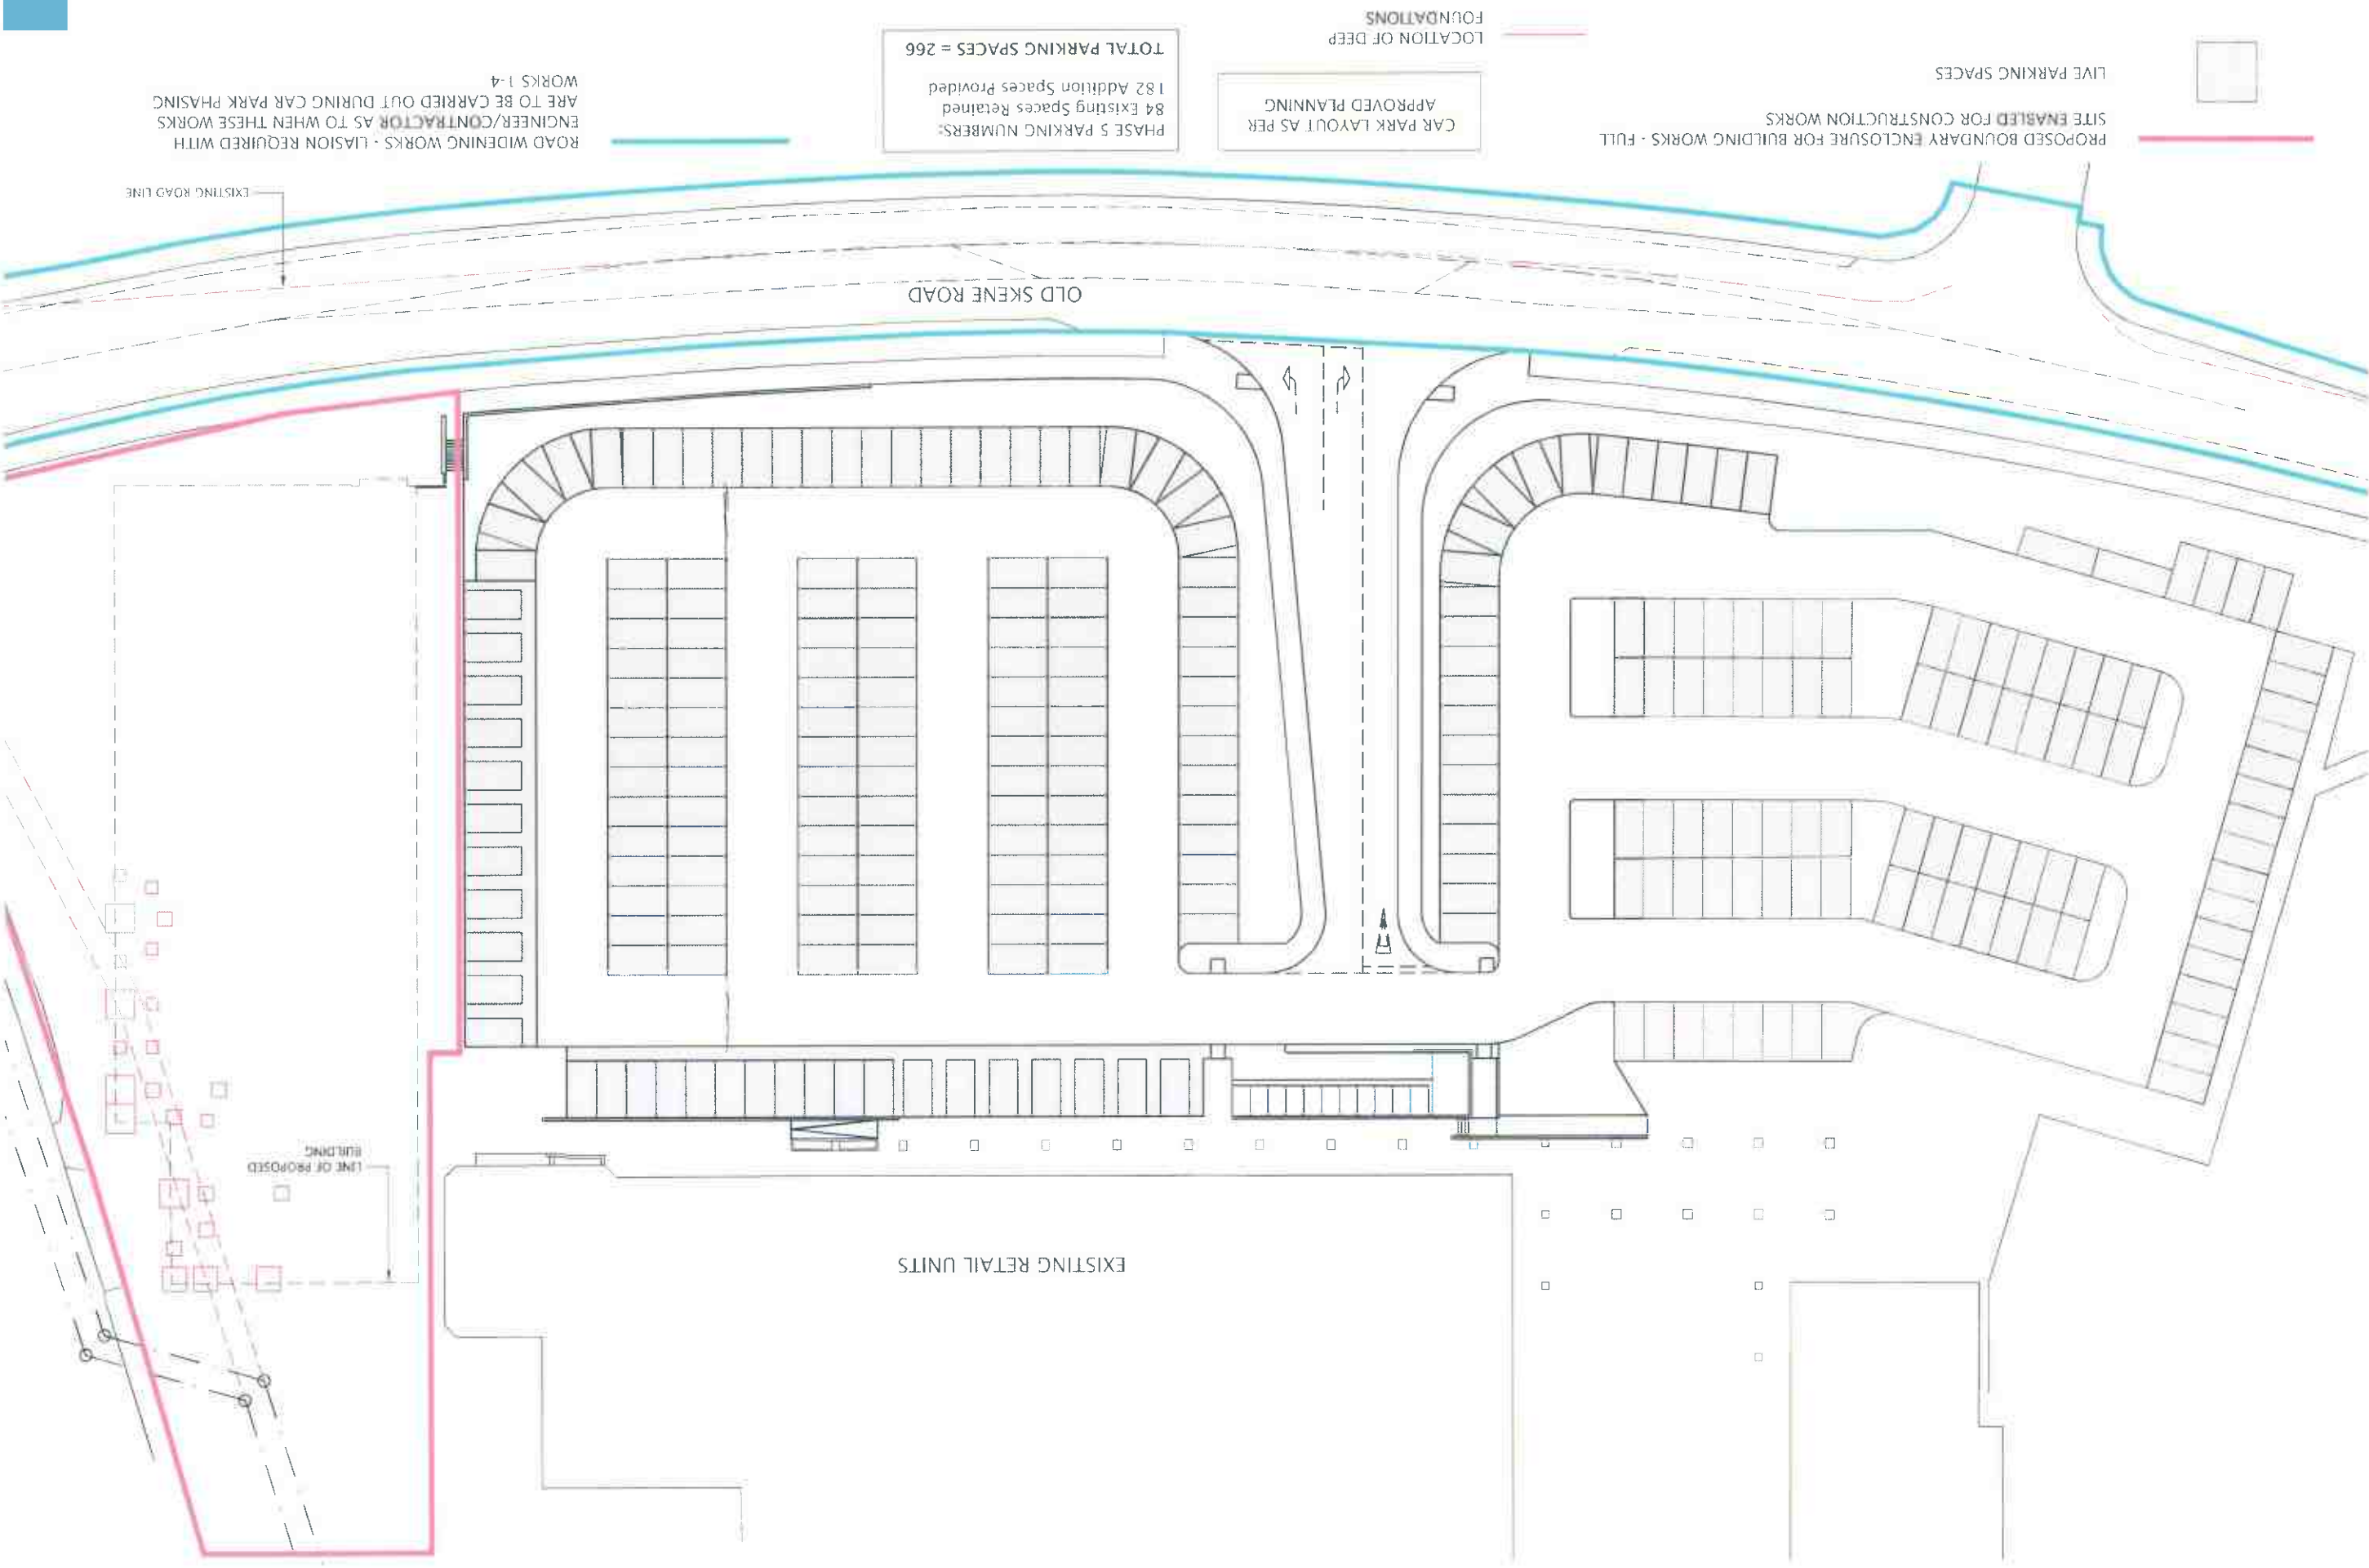 PROPOSED BOUNDARY ENCLOSURE FOR BUILDING WORKS - FULL
SITE ENABLED FOR CONSTRUCTION WORKS
LIVE PARKING SPACES
CAR PARK LAYOUT AS PER
APPROVED PLANNING
LOCATION OF DEEP
FOUNDATIONS
PHASE 5 PARKING NUMBERS:
84 Existing Spaces Retained
182 Addition Spaces Provided
TOTAL PARKING SPACES = 266
ROAD WIDENING WORKS - LIASION REQUIRED WITH
ENGINEER/CONTRACTOR AS TO WHEN THESE WORKS
ARE TO BE CARRIED OUT DURING CAR PARK PHASING
WORKS 1-4
EXISTING ROAD LINE
OLD SKENE ROAD
LINE OF PROPOSED
BUILDING
EXISTING RETAIL UNITS